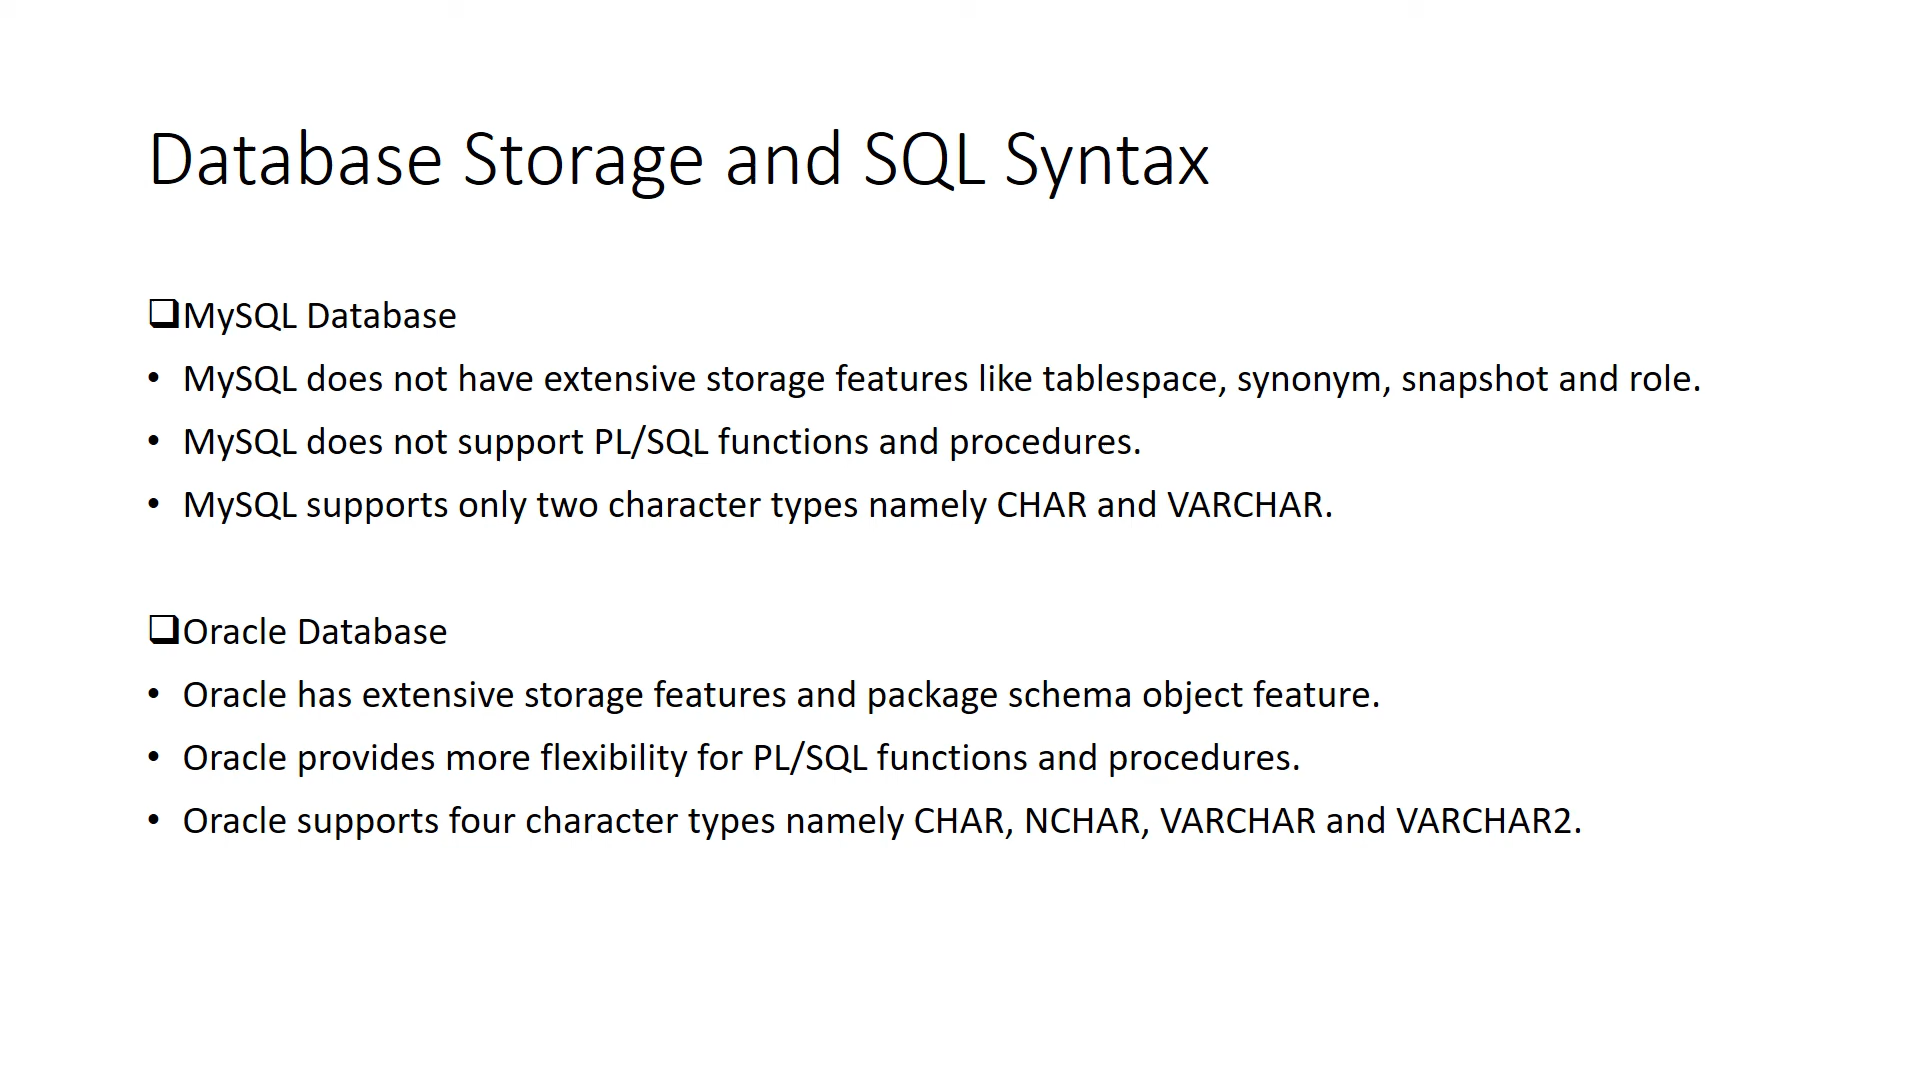 Database Storage and SQL Syntax
❑MySQL Database
• MySQL does not have extensive storage features like tablespace, synonym, snapshot and role.
• MySQL does not support PL/SQL functions and procedures.
• MySQL supports only two character types namely CHAR and VARCHAR.
❑Oracle Database
• Oracle has extensive storage features and package schema object feature.
• Oracle provides more flexibility for PL/SQL functions and procedures.
• Oracle supports four character types namely CHAR, NCHAR, VARCHAR and VARCHAR2.